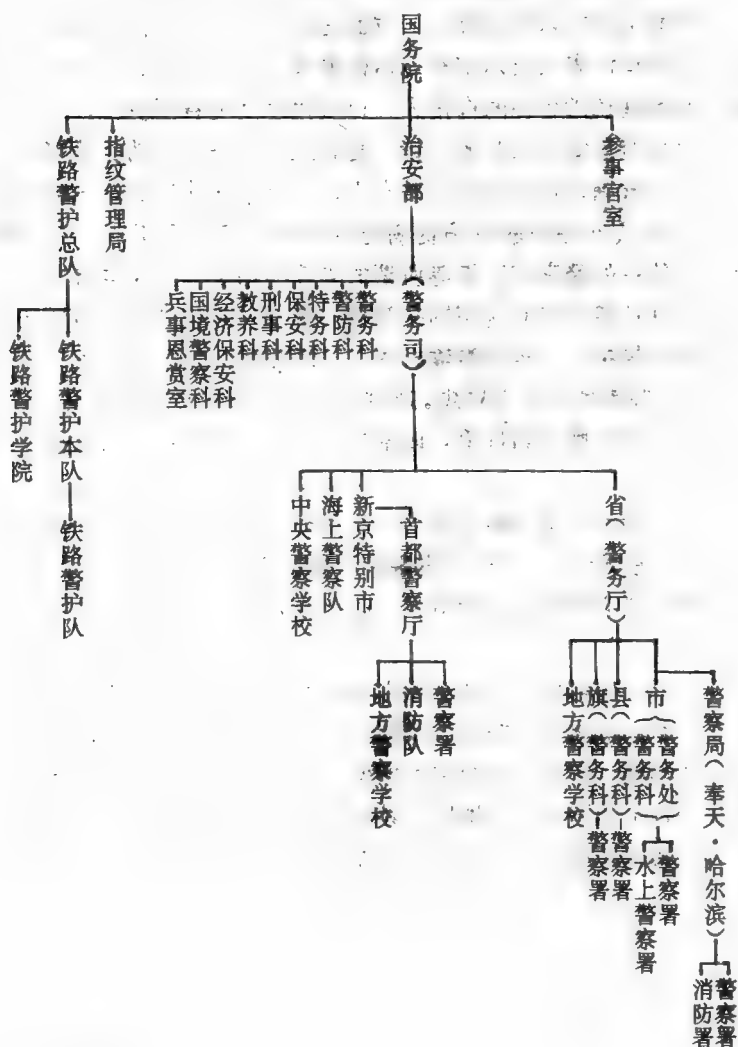 国务院
参事官室
治安部
指纹管理局
铁路警护总队
（警务司）
警务科
警防科
特务科
保安科
刑事科
教养科
经济保安科
国境警察科
兵事恩赏室
铁路警护本队
铁路警护学院
铁路警护队
省（警务厅）
新京特别市
海上警察队
中央警察学校
首都警察厅
警察署
消防队
地方警察学校
警察局（奉天·哈尔滨）
市（警务处）
（警务科）
县（警务科）—警察署
旗（警务科）—警察署
地方警察学校
警察署
水上警察署
警察署
消防署